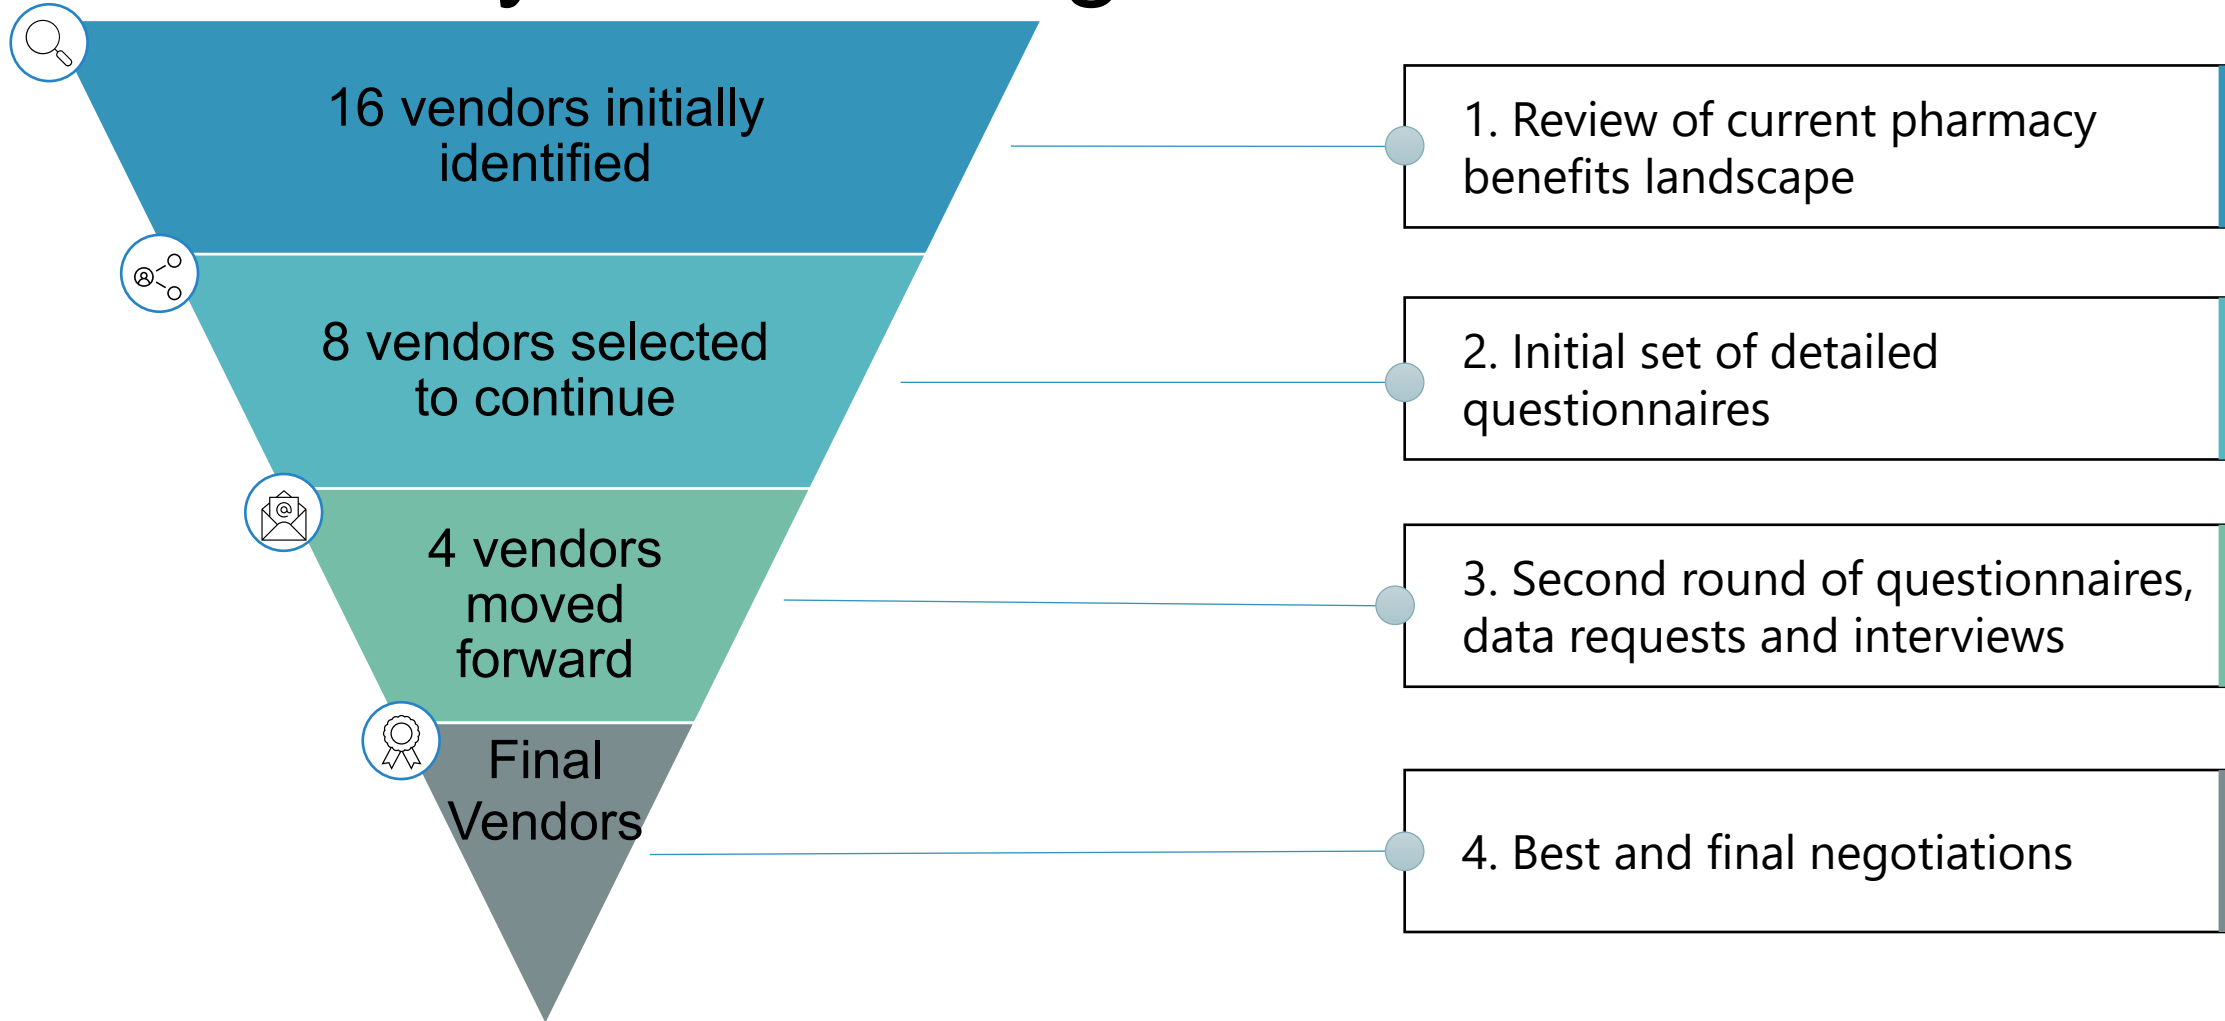 16 vendors initially
identified
1. Review of current pharmacy
benefits landscape
8 vendors selected
to continue
2. Initial set of detailed
questionnaires
4 vendors
moved
forward
3. Second round of questionnaires,
data requests and interviews
Final
Vendors
4. Best and final negotiations